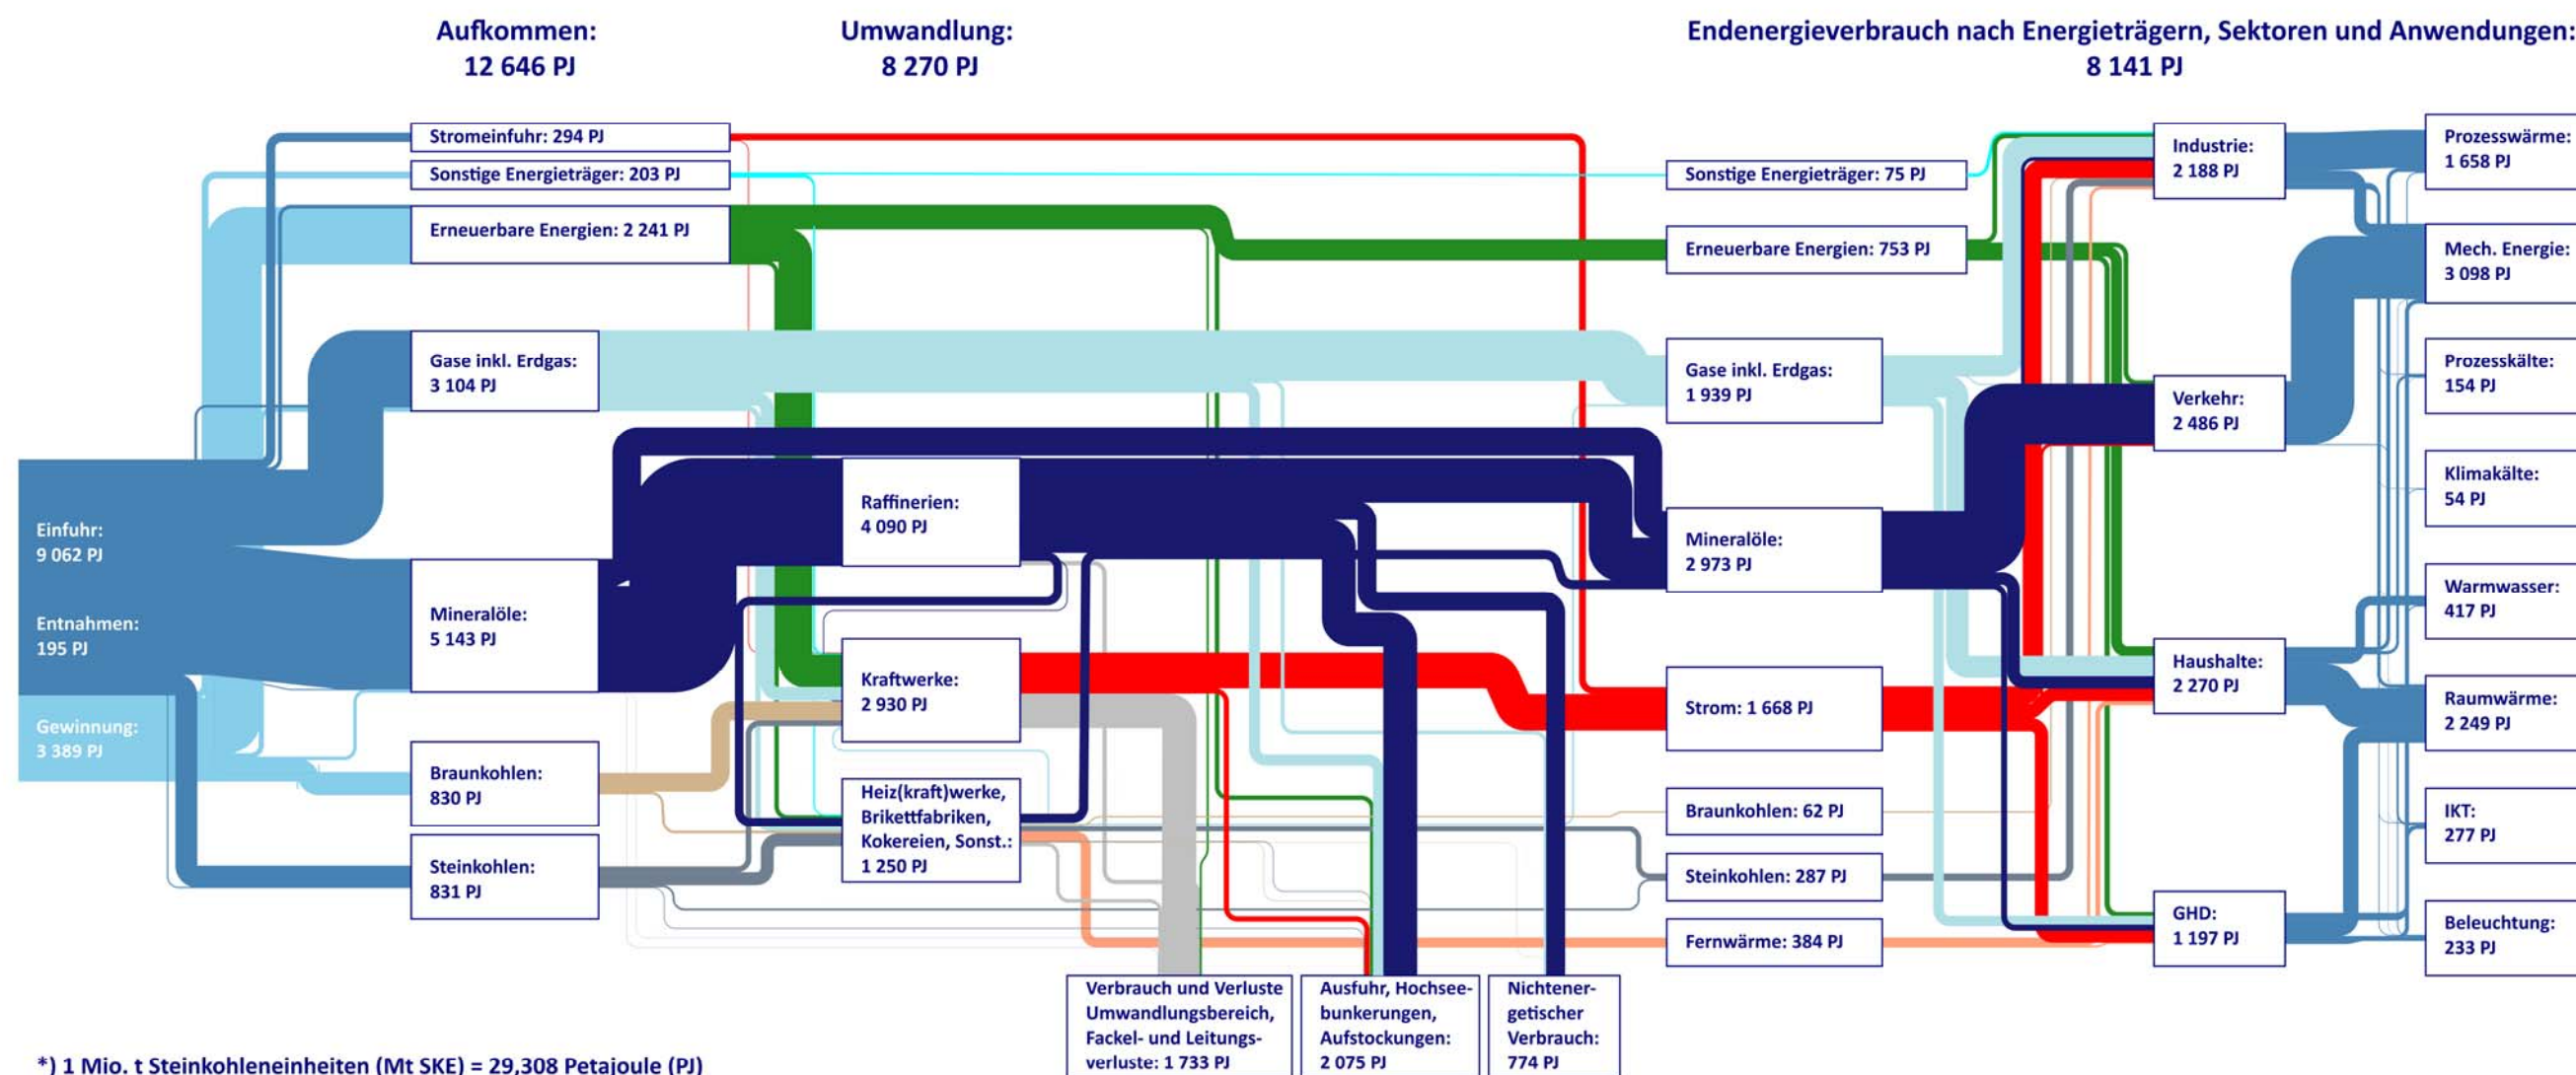 Aufkommen:
12 646 PJ
Umwandlung:
8 270 PJ
Endenergieverbrauch nach Energieträgern, Sektoren und Anwendungen:
8 141 PJ
Einfuhr:
9 062 PJ
Entnahmen:
195 PJ
Gewinnung:
3 389 PJ
Stromeinfuhr: 294 PJ
Sonstige Energieträger: 203 PJ
Erneuerbare Energien: 2 241 PJ
Gase inkl. Erdgas:
3 104 PJ
Mineralöle:
5 143 PJ
Braunkohlen:
830 PJ
Steinkohlen:
831 PJ
Raffinerien:
4 090 PJ
Kraftwerke:
2 930 PJ
Heiz(kraft)werke,
Brikettfabriken,
Kokereien, Sonst.:
1 250 PJ
Verbrauch und Verluste
Umwandlungsbereich,
Fackel- und Leitungs-
verluste: 1 733 PJ
Ausfuhr, Hochsee-
bunkerungen,
Aufstockungen:
2 075 PJ
Nichtener-
getischer
Verbrauch:
774 PJ
Sonstige Energieträger: 75 PJ
Erneuerbare Energien: 753 PJ
Gase inkl. Erdgas:
1 939 PJ
Mineralöle:
2 973 PJ
Strom: 1 668 PJ
Braunkohlen: 62 PJ
Steinkohlen: 287 PJ
Fernwärme: 384 PJ
Industrie:
2 188 PJ
Verkehr:
2 486 PJ
Haushalte:
2 270 PJ
GHD:
1 197 PJ
Prozesswärme:
1 658 PJ
Mech. Energie:
3 098 PJ
Prozesskälte:
154 PJ
Klimakälte:
54 PJ
Warmwasser:
417 PJ
Raumwärme:
2 249 PJ
IKT:
277 PJ
Beleuchtung:
233 PJ
*) 1 Mio. t Steinkohleneinheiten (Mt SKE) = 29,308 Petajoule (PJ)